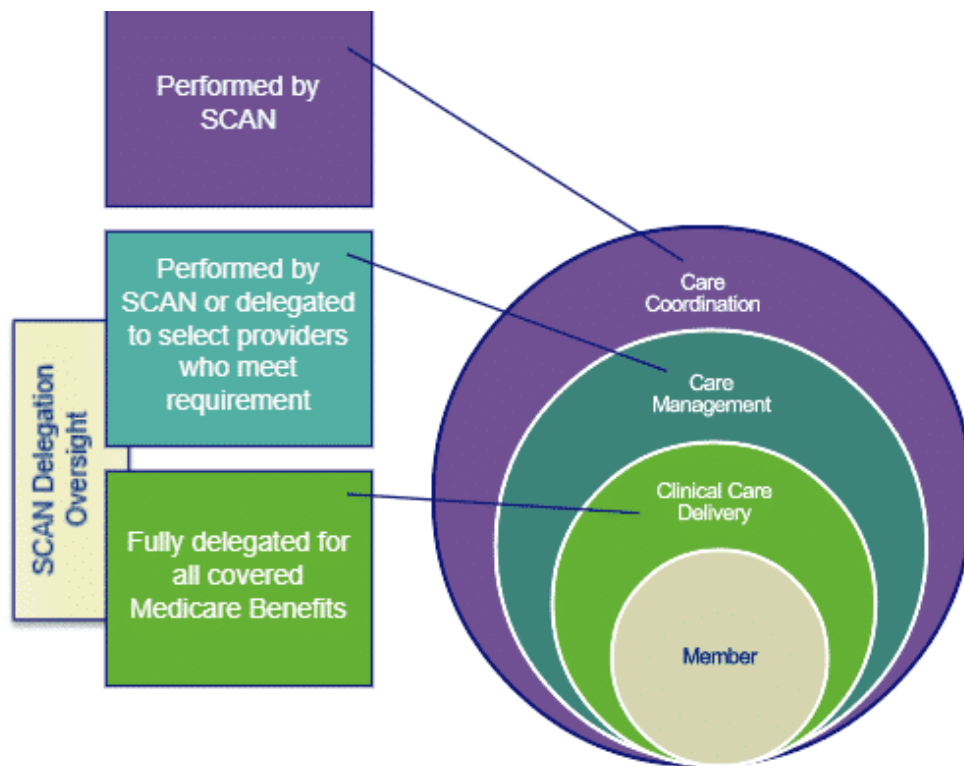 Performed by
SCAN
Performed by
SCAN or delegated
to select providers
who meet
requirement
SCAN Delegation
Oversight
Fully delegated for
all covered
Medicare Benefits
Care
Coordination
Care
Management
Clinical Care
Delivery
Member